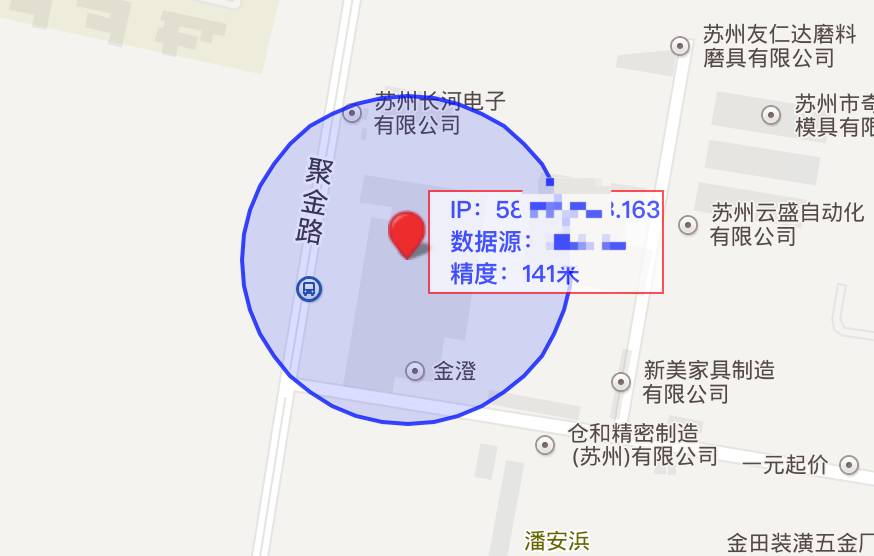 苏州友仁达磨料
磨具有限公司
苏州长河电子
有限公司
苏州市奇
模具有限
聚金路
IP：58
.163
数据源：
精度：141米
苏州云盛自动化
有限公司
金澄
新美家具制造
有限公司
仓和精密制造
(苏州)有限公司
一元起价
潘安浜
金田装潢五金厂